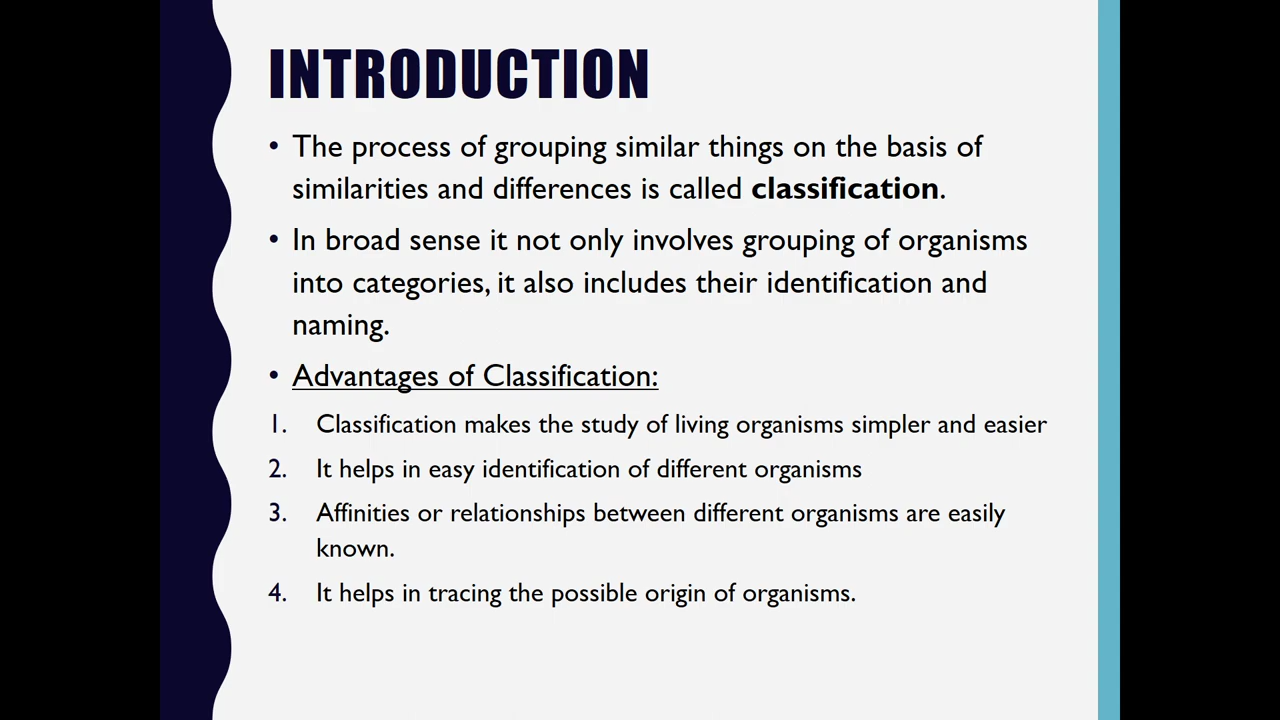 INTRODUCTION
• The process of grouping similar things on the basis of
similarities and differences is called classification.
• In broad sense it not only involves grouping of organisms
into categories, it also includes their identification and
naming.
• Advantages of Classification:
1. Classification makes the study of living organisms simpler and easier
2. It helps in easy identification of different organisms
3. Affinities or relationships between different organisms are easily
known.
4. It helps in tracing the possible origin of organisms.